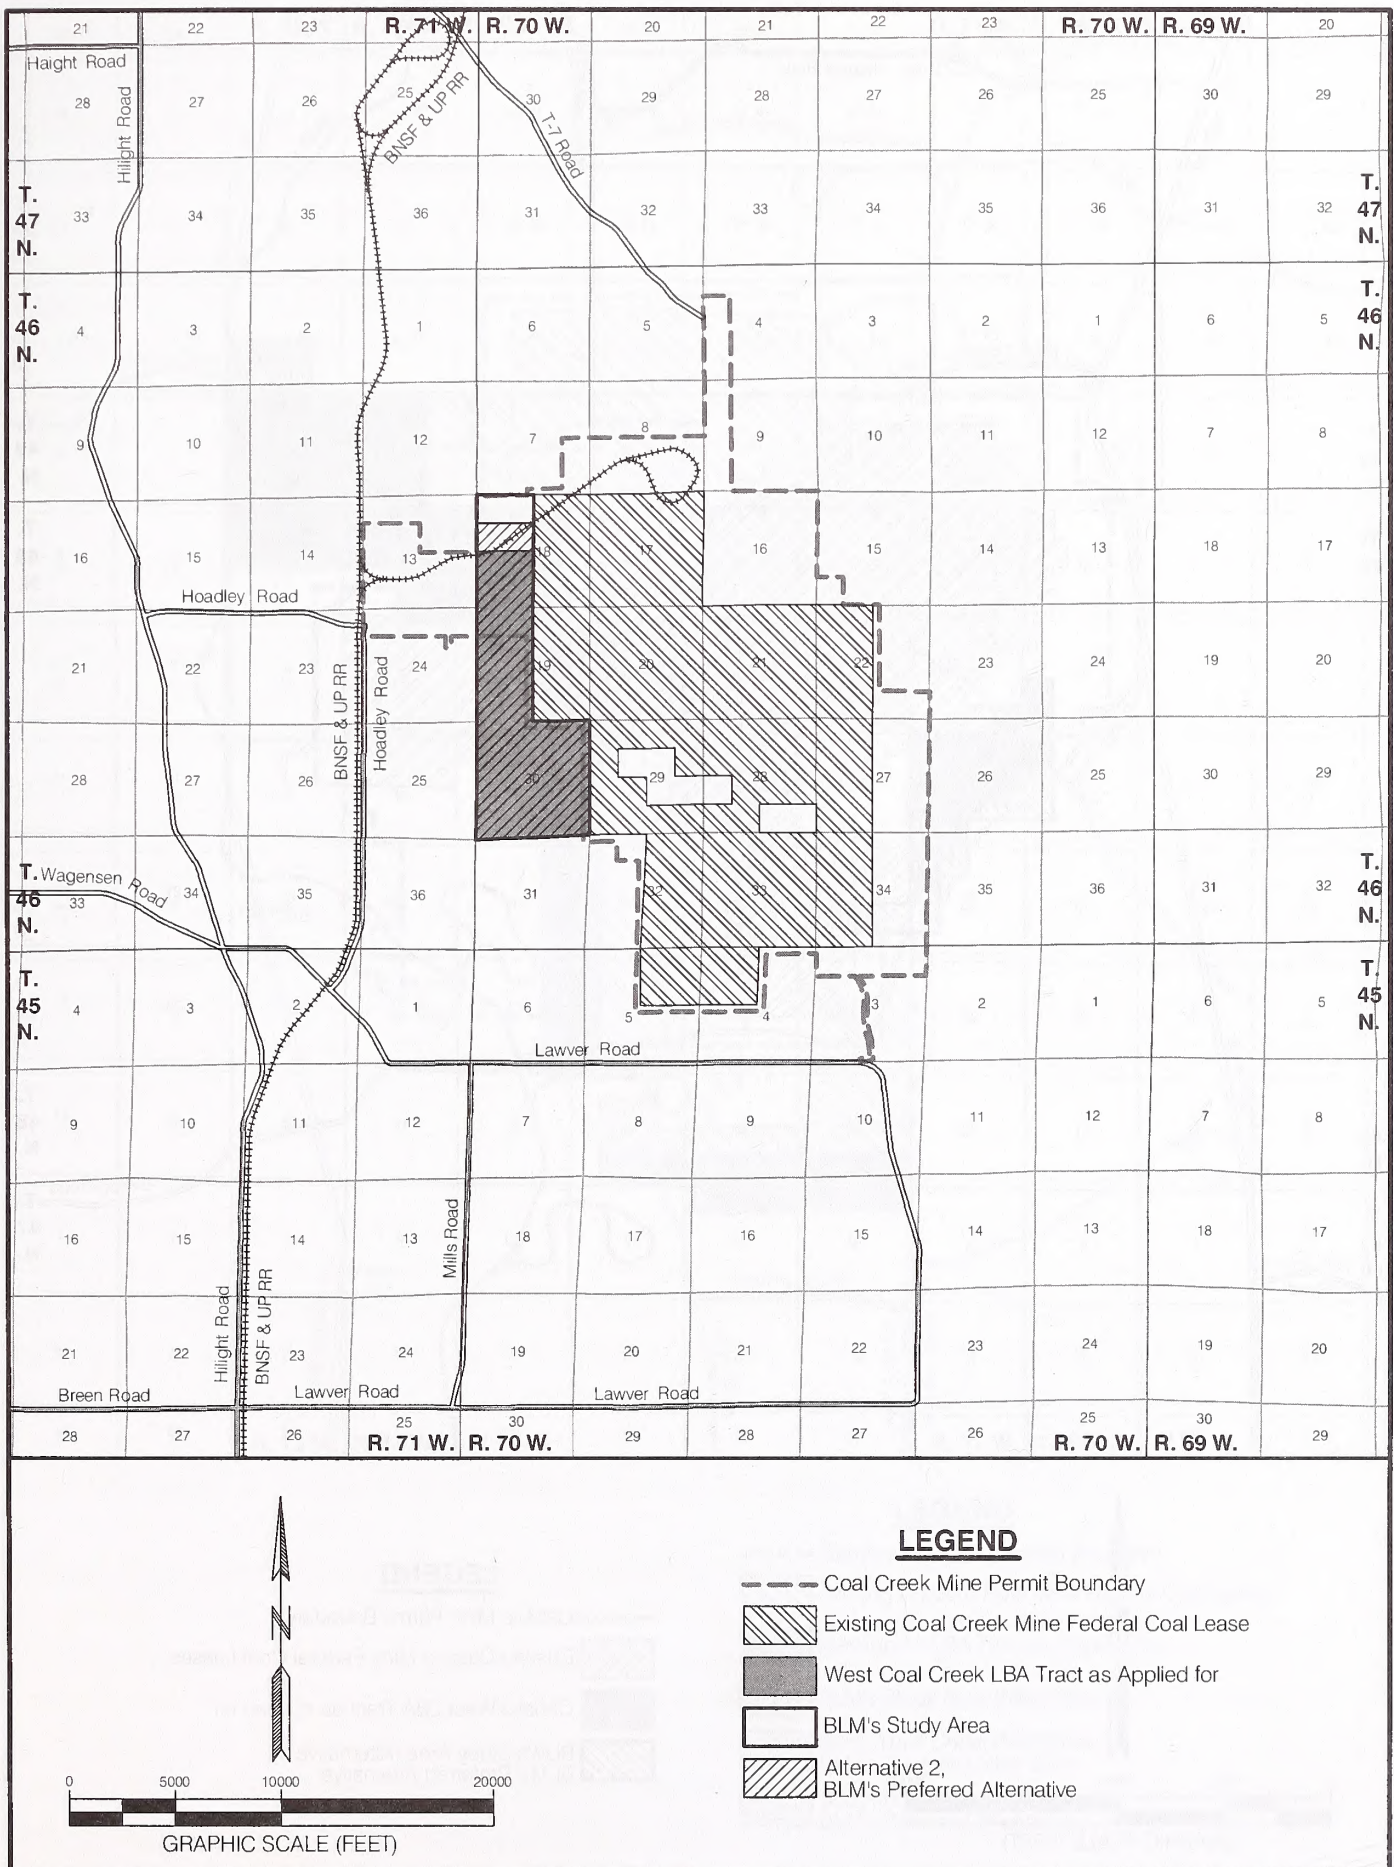 21 22 23 R. 71 W. R. 70 W. 20 21 22 23 R. 70 W. R. 69 W. 20
Haight Road
28 27 26 25 30 29 28 27 26 25 30 29
Hilight Road
BNSF & UP RR
T-7 Road
T. 47 N.
33 34 35 36 31 32 33 34 35 36 31 32
T. 47 N.
T. 46 N.
4 3 2 1 6 5 4 3 2 1 6 5
T. 46 N.
9 10 11 12 7 8 9 10 11 12 7 8
16 15 14 13 18 17 16 15 14 13 18 17
Hoadley Road
21 22 23 24 19 20 21 22 23 24 19 20
BNSF & UP RR
Hoadley Road
28 27 26 25 30 29 28 27 26 25 30 29
T. 46 N.
Wagensen Road
33 34 35 36 31 32 33 34 35 36 31 32
T. 46 N.
T. 45 N.
4 3 2 1 6 5 4 3 2 1 6 5
T. 45 N.
Lawver Road
9 10 11 12 7 8 9 10 11 12 7 8
Mills Road
16 15 14 13 18 17 16 15 14 13 18 17
Hilight Road
BNSF & UP RR
21 22 23 24 19 20 21 22 23 24 19 20
Breen Road
Lawver Road
Lawver Road
28 27 26 25 30 29 28 27 26 25 30 29
R. 71 W. R. 70 W.
R. 70 W. R. 69 W.
LEGEND
Coal Creek Mine Permit Boundary
Existing Coal Creek Mine Federal Coal Lease
West Coal Creek LBA Tract as Applied for
BLM's Study Area
Alternative 2,
BLM's Preferred Alternative
0 5000 10000 20000
GRAPHIC SCALE (FEET)